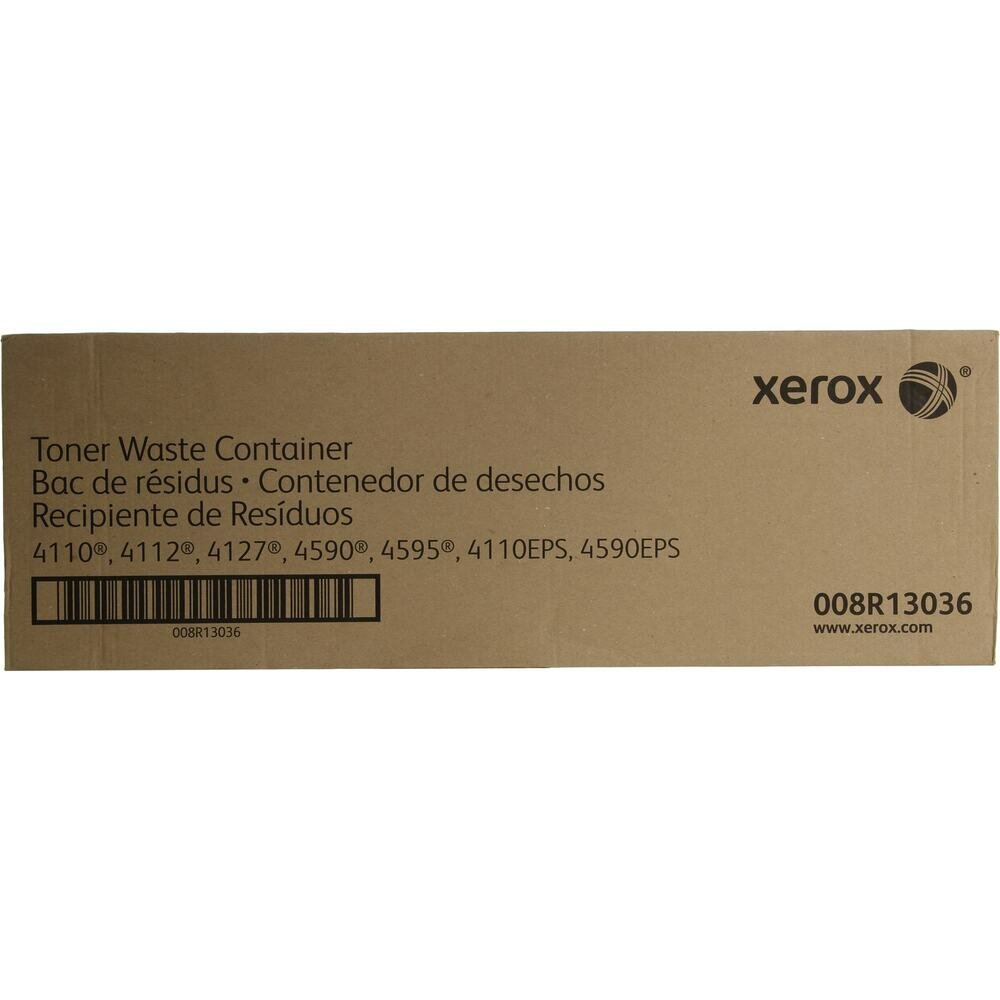 xerox ®
Toner Waste Container
Bac de résidus • Contenedor de desechos
Recipiente de Resíduos
4110®, 4112®, 4127®, 4590®, 4595®, 4110EPS, 4590EPS
008R13036
008R13036
www.xerox.com